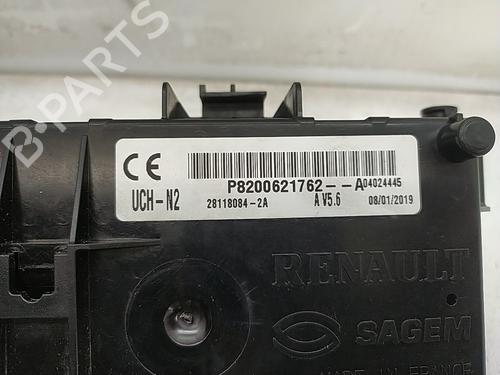 B-PARTS
CE
P8200621762--A04024445
UCH-N2 28118084-2A A V5.6 08/01/2019
RENAULT
SAGEM
MADE IN FRANCE